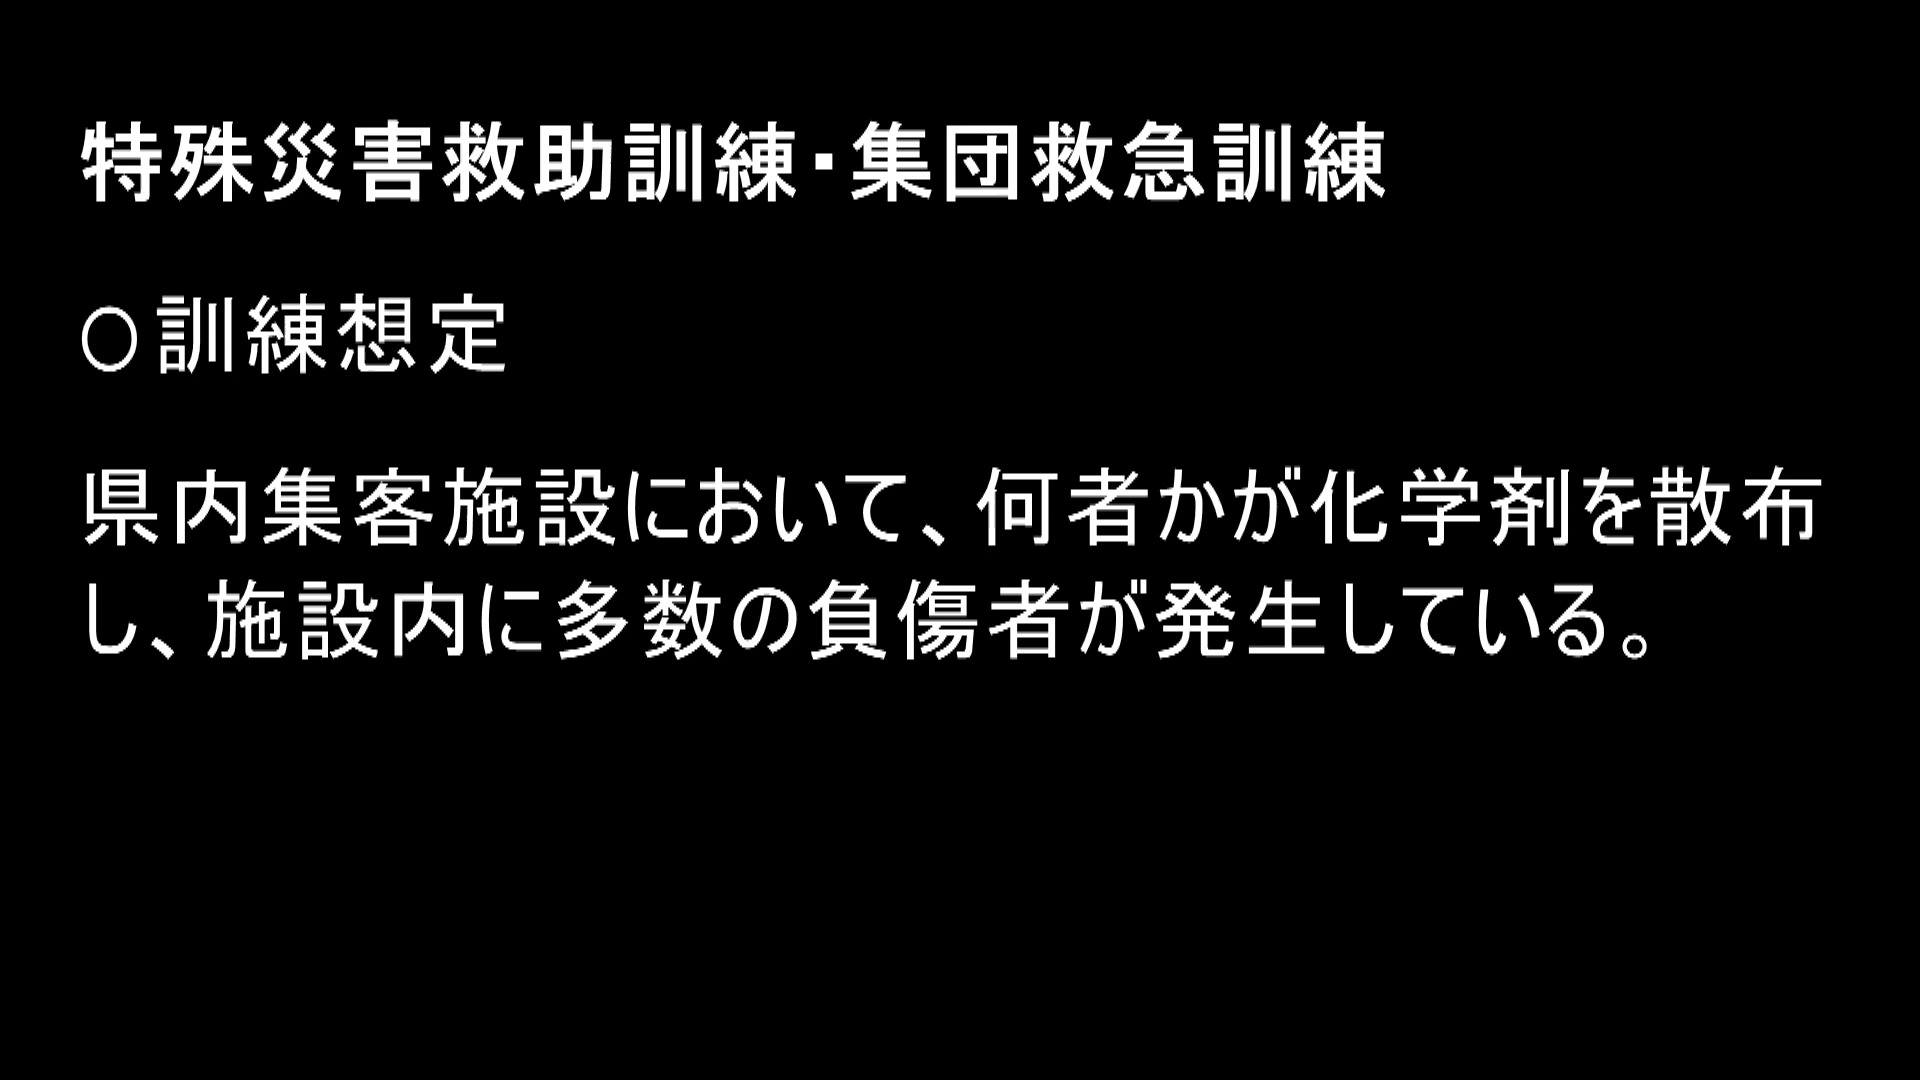 特殊災害救助訓練・集団救急訓練
○訓練想定
県内集客施設において、何者かが化学剤を散布
し、施設内に多数の負傷者が発生している。